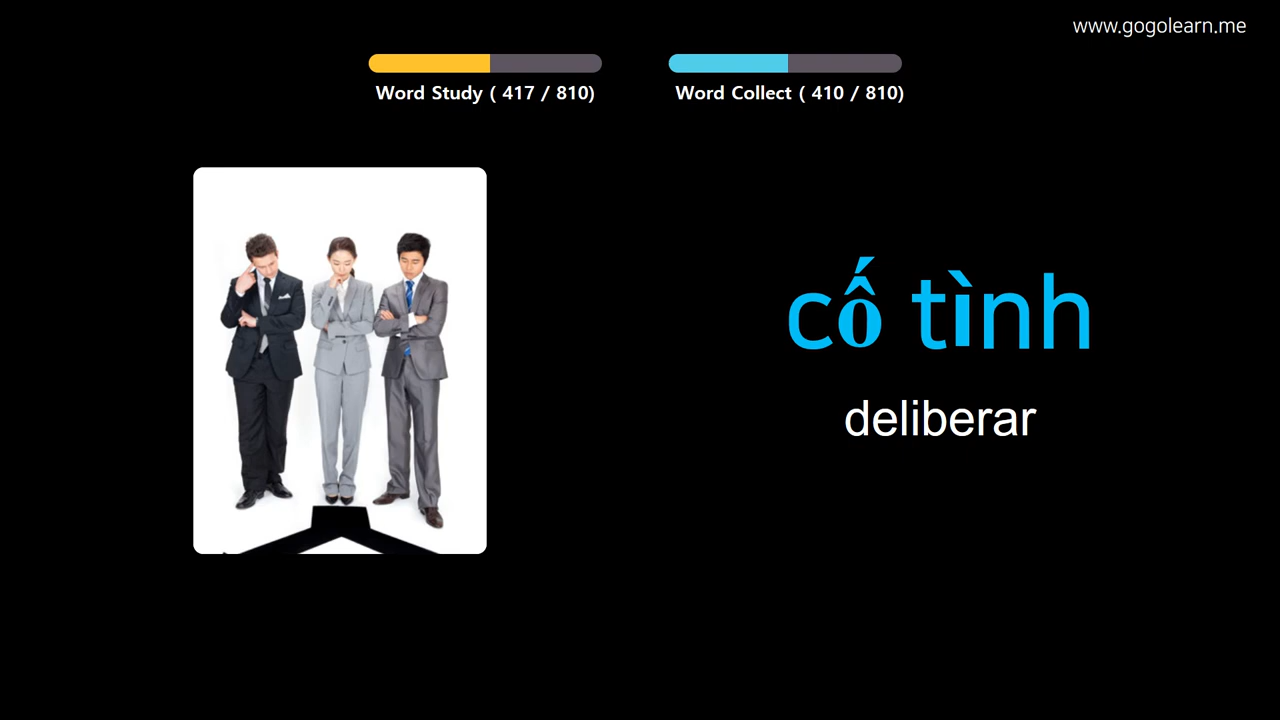 www.gogolearn.me
Word Study ( 417 / 810)
Word Collect ( 410 / 810)
cố tình
deliberar